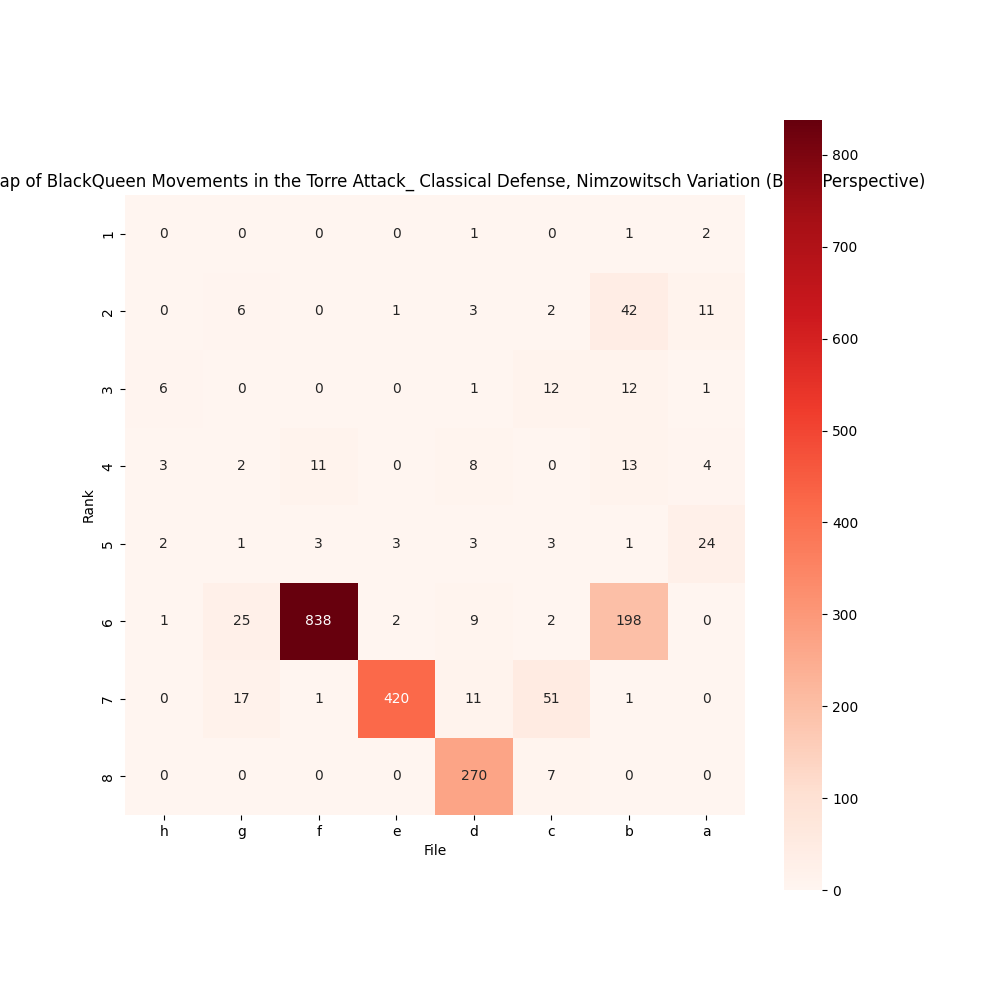 ap of BlackQueen Movements in the Torre Attack_ Classical Defense, Nimzowitsch Variation (B Perspective)
800
700
600
500
400
300
200
100
0
Rank
1 0 0 0 0 1 0 1 2
2 0 6 0 1 3 2 42 11
3 6 0 0 0 1 12 12 1
4 3 2 11 0 8 0 13 4
5 2 1 3 3 3 3 1 24
6 1 25 838 2 9 2 198 0
7 0 17 1 420 11 51 1 0
8 0 0 0 0 270 7 0 0
h g f e d c b a
File